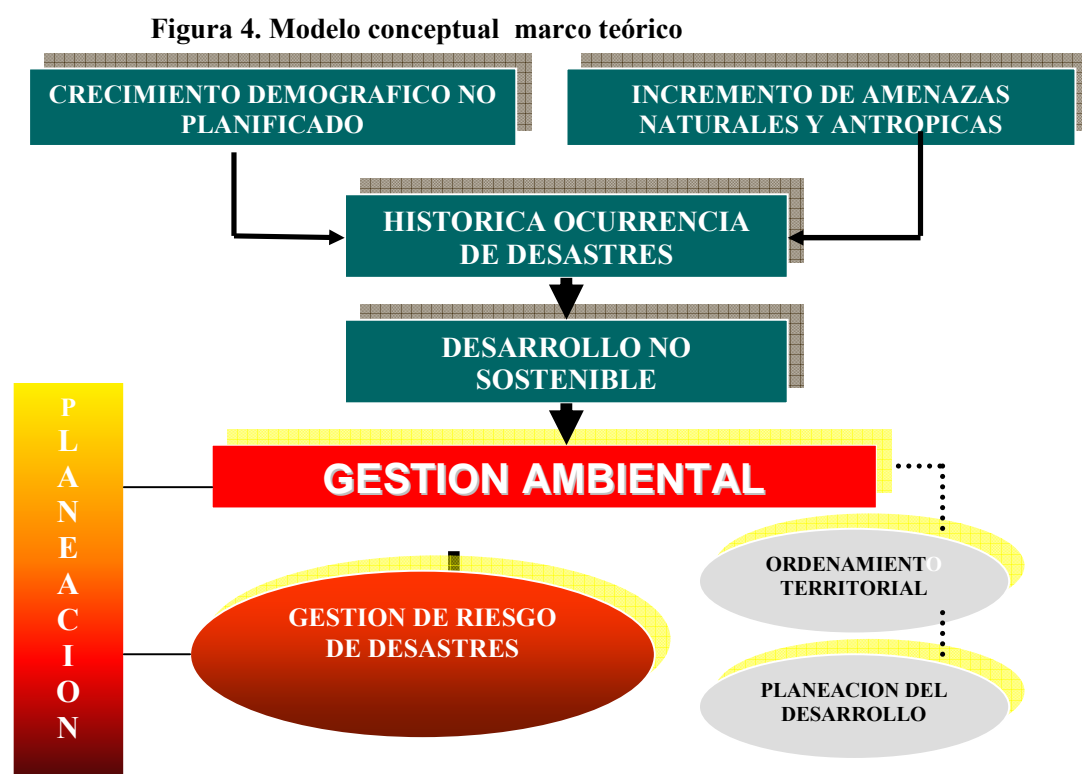 Figura 4. Modelo conceptual marco teórico
CRECIMIENTO DEMOGRAFICO NO
PLANIFICADO
INCREMENTO DE AMENAZAS
NATURALES Y ANTROPICAS
HISTORICA OCURRENCIA
DE DESASTRES
DESARROLLO NO
SOSTENIBLE
GESTION AMBIENTAL
P
L
A
N
E
A
C
I
O
N
ORDENAMIENTO
TERRITORIAL
GESTION DE RIESGO
DE DESASTRES
PLANEACION DEL
DESARROLLO